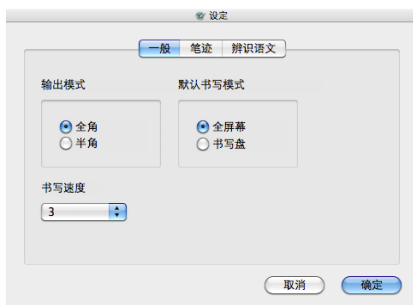 设定
一般 笔迹 辨识语文
输出模式 默认书写模式
全角 全屏幕
半角 书写盘
书写速度
3
取消 确定